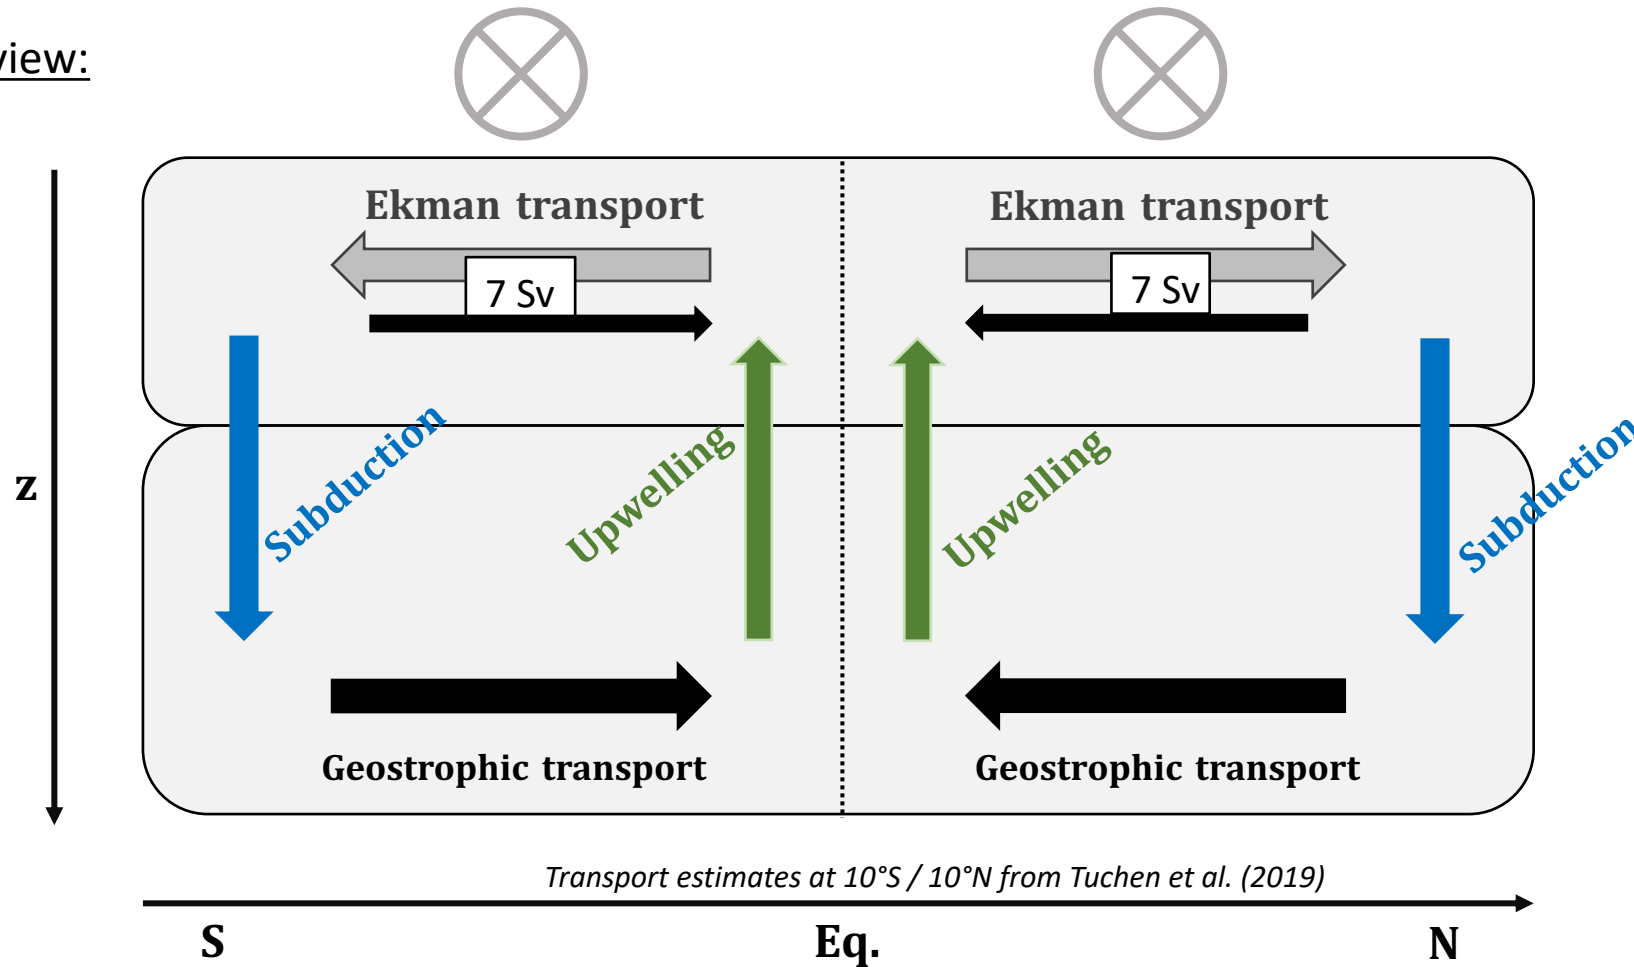 view:
Ekman transport
Ekman transport
7 Sv
7 Sv
Subduction
Upwelling
Upwelling
Subduction
z
Geostrophic transport
Geostrophic transport
Transport estimates at 10°S / 10°N from Tuchen et al. (2019)
S
Eq.
N